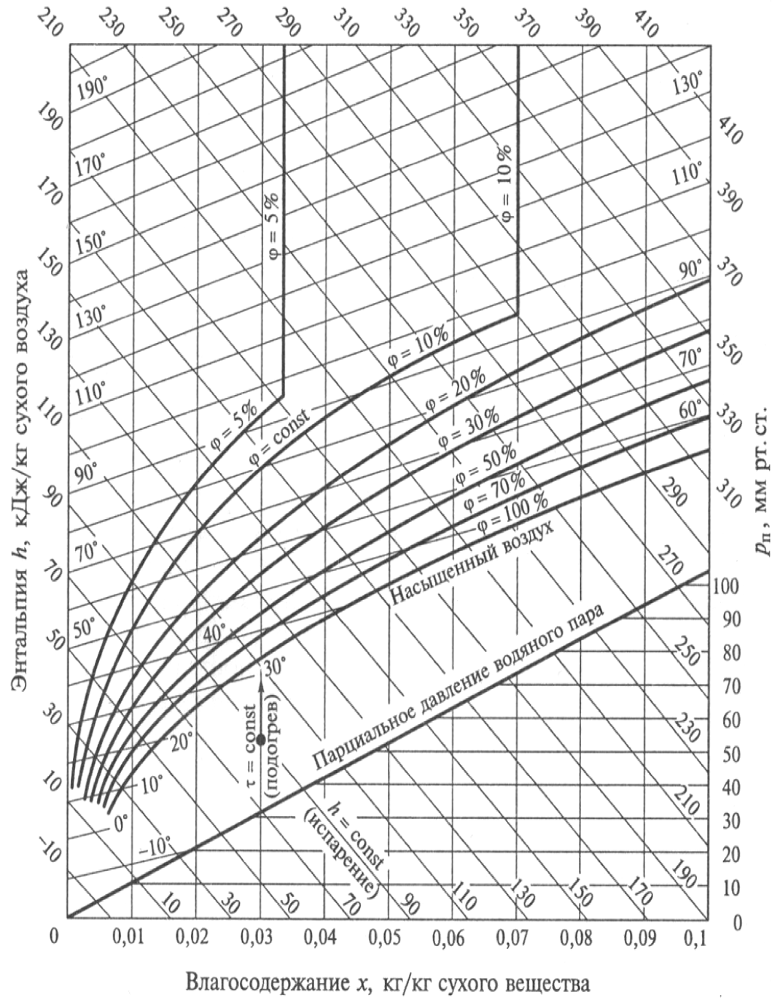 210 230 250 270 290 310 330 350 370 390 410
190°
130°
190
410
170°
110°
φ = 10%
170
390
φ = 5%
150°
150
90°
370
130°
130
φ = 10%
350
70°
110°
φ = 20%
110
60°
330
φ = 5%
φ = const
φ = 30%
90°
φ = 50%
90
φ = 70%
290
310
φ = 100%
70°
Насыщенный воздух
270
70
100
50°
40°
90
50
250
80
30°
70
30
Парциальное давление водяного пара
τ = const
(подогрев)
60
230
20°
50
10
10°
40
210
0°
h = const
(испарение)
30
-10
-10°
20
190
10
10 30 50 70 90 110 130 150 170
0
0 0,01 0,02 0,03 0,04 0,05 0,06 0,07 0,08 0,09 0,1
Влагосодержание x, кг/кг сухого вещества
Энтальпия h, кДж/кг сухого воздуха
pп, мм рт. ст.